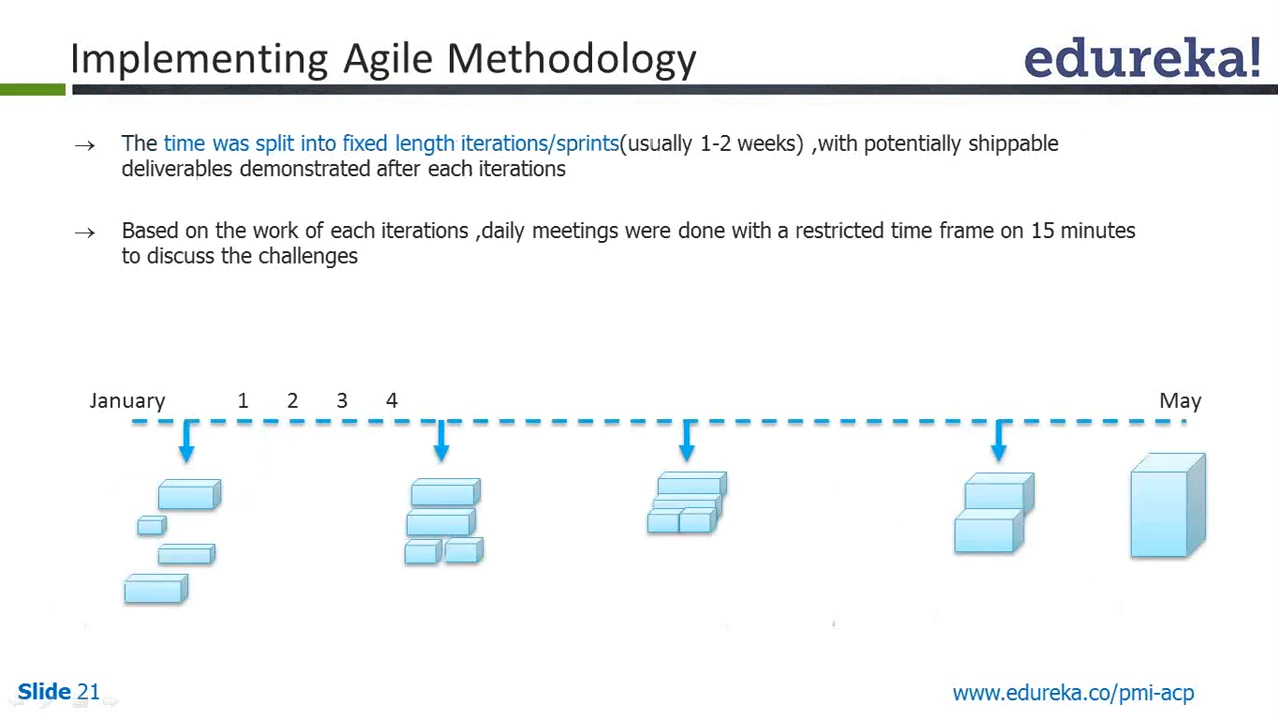 Implementing Agile Methodology
edureka!
→ The time was split into fixed length iterations/sprints(usually 1-2 weeks) ,with potentially shippable
deliverables demonstrated after each iterations
→ Based on the work of each iterations ,daily meetings were done with a restricted time frame on 15 minutes
to discuss the challenges
January 1 2 3 4 May
Slide 21
www.edureka.co/pmi-acp